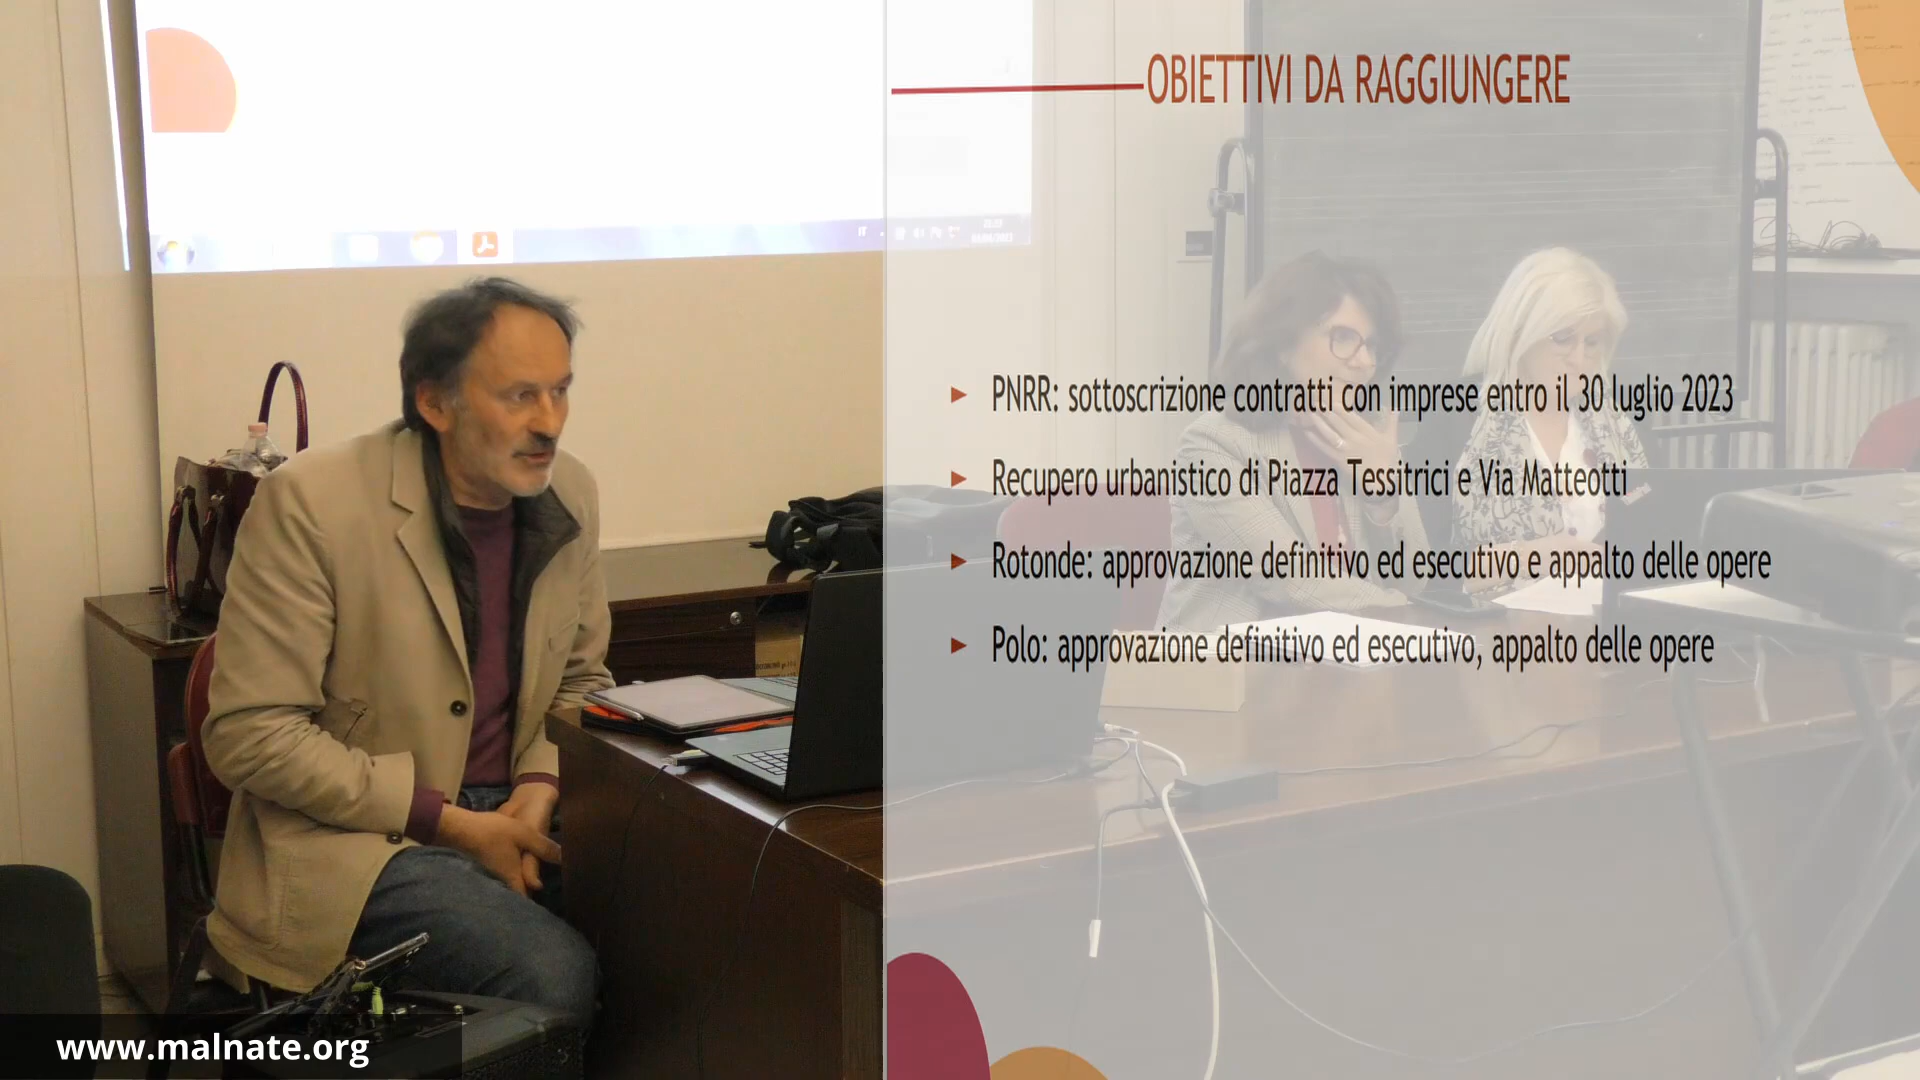 OBIETTIVI DA RAGGIUNGERE
PNRR: sottoscrizione contratti con imprese entro il 30 luglio 2023
Recupero urbanistico di Piazza Tessitrici e Via Matteotti
Rotonde: approvazione definitivo ed esecutivo e appalto delle opere
Polo: approvazione definitivo ed esecutivo, appalto delle opere
IT
www.malnate.org